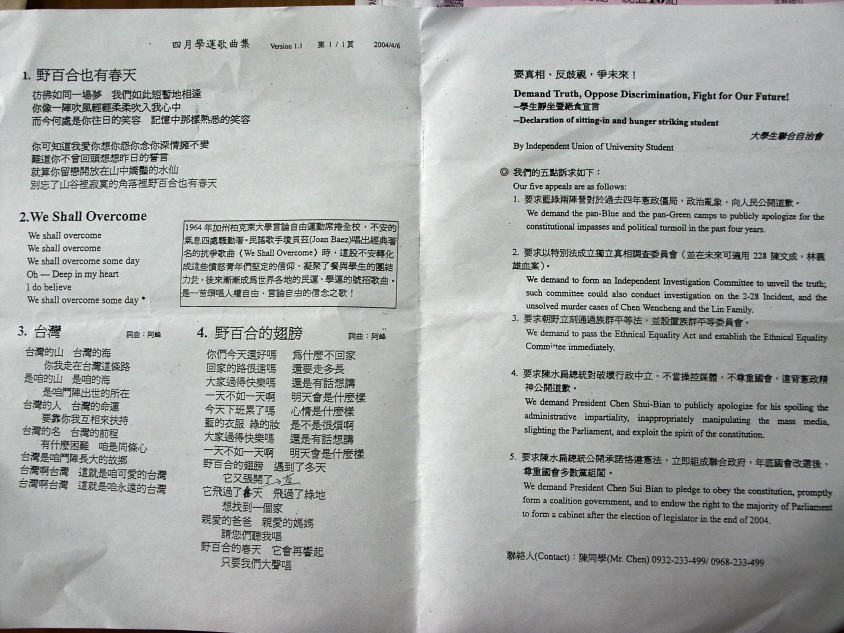 四月學運歌曲集 Version 1.1 第 1 / 1 頁 2004/4/6
1. 野百合也有春天
彷彿如同一場夢 我們如此短暫地相逢
你像一陣吹風輕輕柔柔吹入我心中
而今何處是你往日的笑容 記憶中那樣熟悉的笑容
你可知道我愛你想你怨你念你深情擁不變
難道你不曾回頭想想昨日的誓言
就算你留戀開放在山中嬌豔的水仙
別忘了山谷裡寂寞的角落裡野百合也有春天
2.We Shall Overcome
We shall overcome
We shall overcome
We shall overcome some day
Oh --- Deep in my heart
I do believe
We shall overcome some day
1964 年加州柏克萊大學言論自由運動席捲全校，不安的
氣息四處騷動著。民謠歌手瓊貝茲(Joan Baez)唱出經典著
名的抗爭歌曲《We Shall Overcome》時，這股不安轉化
成這些憤怒青年們堅定的信仰、凝聚了餐與學生的團結
力量，後來漸漸成為世界各地的民運、學運的號招歌曲。
是一首頌唱人權自由、言論自由的信念之歌！
3. 台灣 詞曲：阿峰
台灣的山 台灣的海
你我走在台灣這條路
是咱的山 是咱的海
是咱鬥陣出世的所在
台灣的人 台灣的命運
要靠你我互相來扶持
台灣的名 台灣的前程
有什麼困難 咱是同條心
台灣是咱鬥陣長大的故鄉
台灣啊台灣 這就是咱可愛的台灣
台灣啊台灣 這就是咱永遠的台灣
4. 野百合的翅膀 詞曲：阿峰
你們今天還好嗎 為什麼不回家
回家的路很遠嗎 還要走多長
大家過得快樂嗎 還是有話想講
一天不如一天啊 明天會是什麼樣
今天下班累了嗎 心情是什麼樣
藍的衣服 綠的妝 是不是很煩啊
大家過得快樂嗎 還是有話想講
一天不如一天啊 明天會是什麼樣
野百合的翅膀 遇到了冬天
它又張開了
它飛過了天 飛過了綠地
想找到一個家
親愛的爸爸 親愛的媽媽
請您們聽我唱
野百合的春天 它會再響起
只要我們大聲唱
要真相、反歧視，爭未來！
Demand Truth, Oppose Discrimination, Fight for Our Future!
--學生靜坐暨絕食宣言
--Declaration of sitting-in and hunger striking student
大學生聯合自治會
By Independent Union of University Student
◎ 我們的五點訴求如下：
Our five appeals are as follows:
1. 要求藍綠兩陣營對於過去四年憲政僵局，政治亂象，向人民公開道歉。
We demand the pan-Blue and the pan-Green camps to publicly apologize for the
constitutional impasses and political turmoil in the past four years.
2. 要求以特別法成立獨立真相調查委員會（並在未來可適用 228 陳文成，林義
雄血案）。
We demand to form an Independent Investigation Committee to unveil the truth;
such committee could also conduct investigation on the 2-28 Incident, and the
unsolved murder cases of Chen Wencheng and the Lin Family.
3. 要求朝野立刻通過族群平等法，並設置族群平等委員會。
We demand to pass the Ethnical Equality Act and establish the Ethnical Equality
Committee immediately.
4. 要求陳水扁總統對破壞行政中立，不當操控媒體，不尊重國會，違背憲政精
神公開道歉。
We demand President Chen Shui-Bian to publicly apologize for his spoiling the
administrative impartiality, inappropriately manipulating the mass media,
slighting the Parliament, and exploit the spirit of the constitution.
5. 要求陳水扁總統公開承諾恪遵憲法，立即組成聯合政府，年底國會改選後，
尊重國會多數黨組閣。
We demand President Chen Sui Bian to pledge to obey the constitution, promptly
form a coalition government, and to endow the right to the majority of Parliament
to form a cabinet after the election of legislator in the end of 2004.
聯絡人(Contact)：陳同學(Mr. Chen) 0932-233-499/ 0968-233-499